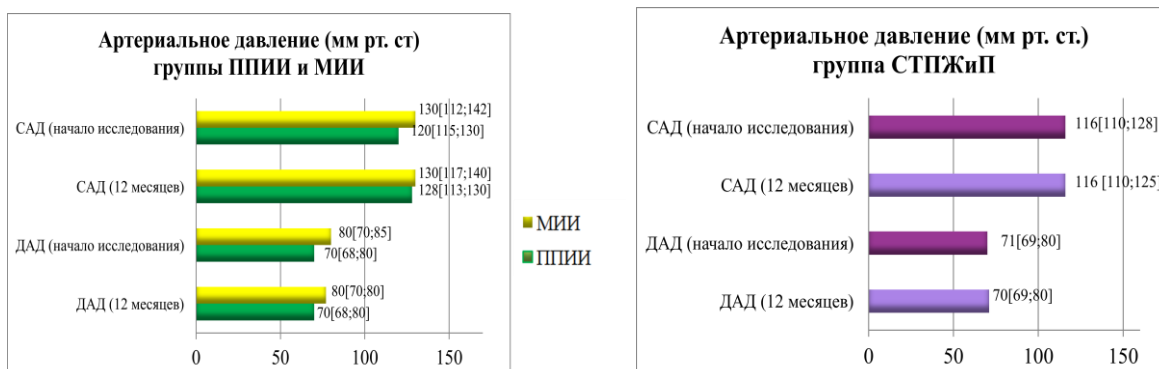 Артериальное давление (мм рт. ст)
группы ППИИ и МИИ
САД (начало исследования)
130[112;142]
120[115;130]
САД (12 месяцев)
130[117;140]
128[113;130]
ДАД (начало исследования)
80[70;85]
70[68;80]
ДАД (12 месяцев)
80[70;80]
70[68;80]
0 50 100 150
МИИ
ППИИ
Артериальное давление (мм рт. ст.)
группа СТПЖиП
САД (начало исследования)
116[110;128]
САД (12 месяцев)
116 [110;125]
ДАД (начало исследования)
71[69;80]
ДАД (12 месяцев)
70[69;80]
0 50 100 150